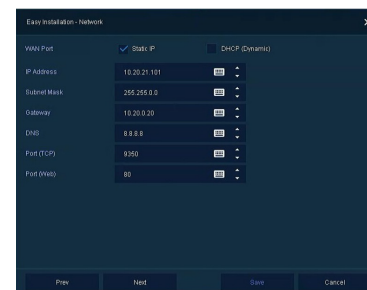 Easy Installation - Network
WAN Port Static IP DHCP (Dynamic)
IP Address 10.20.21.101
Subnet Mask 255.255.0.0
Gateway 10.20.0.20
DNS 8.8.8.8
Port (TCP) 9350
Port (Web) 80
Prev Next Save Cancel